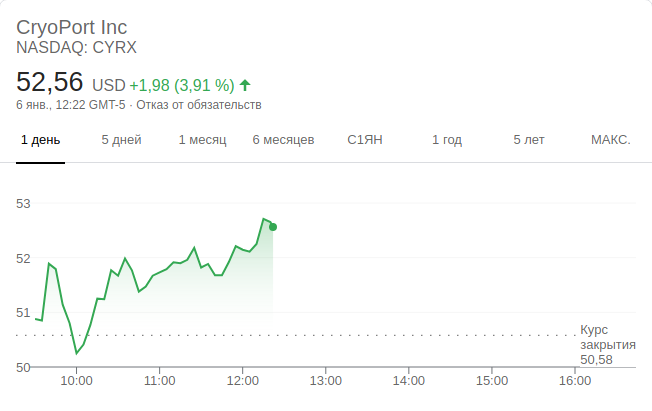 CryoPort Inc
NASDAQ: CYRX
52,56 USD +1,98 (3,91 %)
6 янв., 12:22 GMT-5 · Отказ от обязательств
1 день 5 дней 1 месяц 6 месяцев С1ЯН 1 год 5 лет МАКС.
53
52
51
Курс
закрытия
50,58
50
10:00 11:00 12:00 13:00 14:00 15:00 16:00